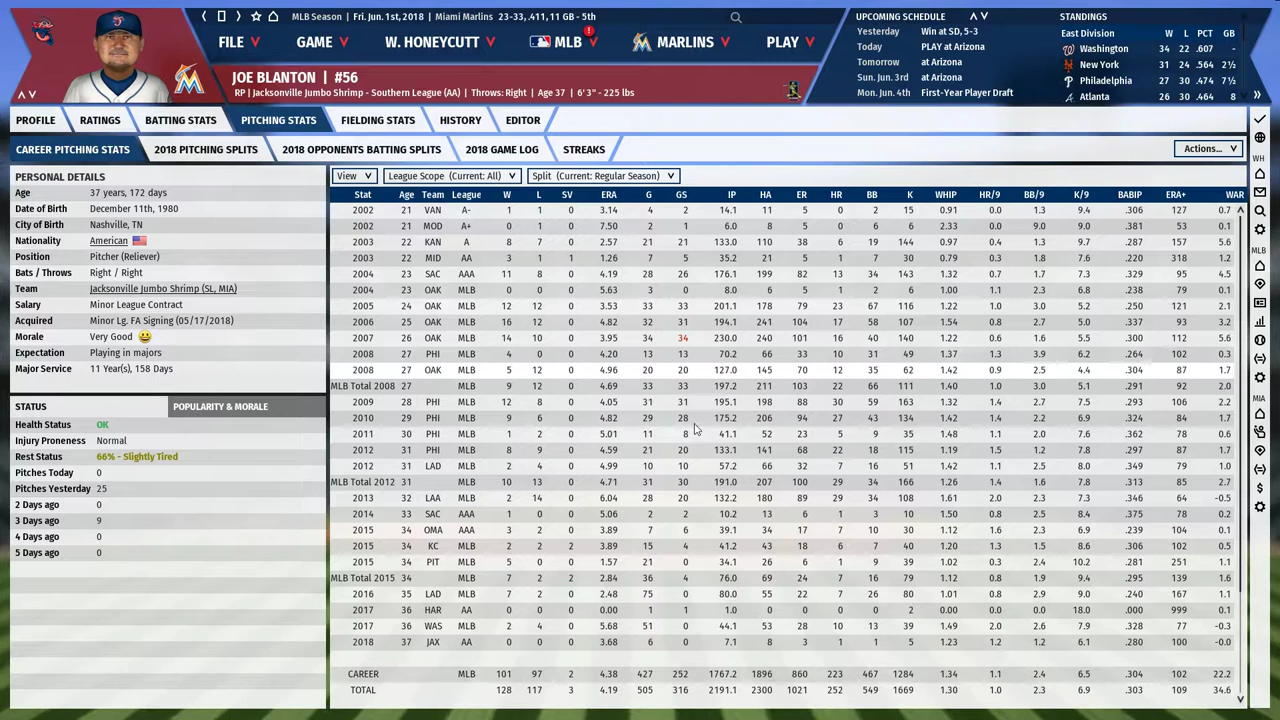 MLB Season | Fri. Jun. 1st, 2018 | Miami Marlins 23-33, .411, 11 GB - 5th
FILE GAME W. HONEYCUTT MLB MARLINS PLAY
JOE BLANTON | #56
RP | Jacksonville Jumbo Shrimp - Southern League (AA) | Throws: Right | Age 37 | 6'3" - 225 lbs
UPCOMING SCHEDULE
Yesterday Win at SD, 5-3
Today PLAY at Arizona
Tomorrow at Arizona
Sun. Jun. 3rd at Arizona
Mon. Jun. 4th First-Year Player Draft
STANDINGS
East Division W L PCT GB
Washington 34 22 .607 -
New York 31 24 .564 2½
Philadelphia 27 30 .474 7½
Atlanta 26 30 .464 8
PROFILE RATINGS BATTING STATS PITCHING STATS FIELDING STATS HISTORY EDITOR
CAREER PITCHING STATS 2018 PITCHING SPLITS 2018 OPPONENTS BATTING SPLITS 2018 GAME LOG STREAKS Actions...
PERSONAL DETAILS
Age 37 years, 172 days
Date of Birth December 11th, 1980
City of Birth Nashville, TN
Nationality American
Position Pitcher (Reliever)
Bats / Throws Right / Right
Team Jacksonville Jumbo Shrimp (SL, MIA)
Salary Minor League Contract
Acquired Minor Lg. FA Signing (05/17/2018)
Morale Very Good
Expectation Playing in majors
Major Service 11 Year(s), 158 Days
STATUS POPULARITY & MORALE
Health Status OK
Injury Proneness Normal
Rest Status 66% - Slightly Tired
Pitches Today 0
Pitches Yesterday 25
2 Days ago 0
3 Days ago 9
4 Days ago 0
5 Days ago 0
View League Scope (Current: All) Split (Current: Regular Season)
Stat Age Team League W L SV ERA G GS IP HA ER HR BB K WHIP HR/9 BB/9 K/9 BABIP ERA+ WAR
2002 21 VAN A- 1 1 0 3.14 4 2 14.1 11 5 0 2 15 0.91 0.0 1.3 9.4 .306 127 0.7
2002 21 MOD A+ 0 1 0 7.50 2 1 6.0 8 5 0 6 6 2.33 0.0 9.0 9.0 .381 53 0.1
2003 22 KAN A 8 7 0 2.57 21 21 133.0 110 38 6 19 144 0.97 0.4 1.3 9.7 .287 157 5.6
2003 22 MID AA 3 1 1 1.26 7 5 35.2 21 5 1 7 30 0.79 0.3 1.8 7.6 .220 318 1.2
2004 23 SAC AAA 11 8 0 4.19 28 26 176.1 199 82 13 34 143 1.32 0.7 1.7 7.3 .329 95 4.5
2004 23 OAK MLB 0 0 0 5.63 3 0 8.0 6 5 1 2 6 1.00 1.1 2.3 6.8 .238 79 0.1
2005 24 OAK MLB 12 12 0 3.53 33 33 201.1 178 79 23 67 116 1.22 1.0 3.0 5.2 .250 121 2.1
2006 25 OAK MLB 16 12 0 4.82 32 31 194.1 241 104 17 58 107 1.54 0.8 2.7 5.0 .337 93 3.2
2007 26 OAK MLB 14 10 0 3.95 34 34 230.0 240 101 16 40 140 1.22 0.6 1.6 5.5 .300 112 5.6
2008 27 PHI MLB 4 0 0 4.20 13 13 70.2 66 33 10 31 49 1.37 1.3 3.9 6.2 .264 102 0.3
2008 27 OAK MLB 5 12 0 4.96 20 20 127.0 145 70 12 35 62 1.42 0.9 2.5 4.4 .304 87 1.7
MLB Total 2008 27 MLB 9 12 0 4.69 33 33 197.2 211 103 22 66 111 1.40 1.0 3.0 5.1 .291 92 2.0
2009 28 PHI MLB 12 8 0 4.05 31 31 195.1 198 88 30 59 163 1.32 1.4 2.7 7.5 .293 106 2.2
2010 29 PHI MLB 9 6 0 4.82 29 28 175.2 206 94 27 43 134 1.42 1.4 2.2 6.9 .324 84 1.7
2011 30 PHI MLB 1 2 0 5.01 11 8 41.1 52 23 5 9 35 1.48 1.1 2.0 7.6 .362 78 0.6
2012 31 PHI MLB 8 9 0 4.59 21 20 133.1 141 68 22 18 115 1.19 1.5 1.2 7.8 .297 87 1.7
2012 31 LAD MLB 2 4 0 4.99 10 10 57.2 66 32 7 16 51 1.42 1.1 2.5 8.0 .349 79 1.0
MLB Total 2012 31 MLB 10 13 0 4.71 31 30 191.0 207 100 29 34 166 1.26 1.4 1.6 7.8 .313 85 2.7
2013 32 LAA MLB 2 14 0 6.04 28 20 132.2 180 89 29 34 108 1.61 2.0 2.3 7.3 .346 64 -0.5
2014 33 SAC AAA 1 0 0 5.06 2 2 10.2 13 6 1 3 10 1.50 0.8 2.5 8.4 .375 78 0.2
2015 34 OMA AAA 3 2 0 3.89 7 6 39.1 34 17 7 10 30 1.12 1.6 2.3 6.9 .239 104 0.1
2015 34 KC MLB 2 2 2 3.89 15 4 41.2 43 18 6 7 40 1.20 1.3 1.5 8.6 .306 102 0.5
2015 34 PIT MLB 5 0 0 1.57 21 0 34.1 26 6 1 9 39 1.02 0.3 2.4 10.2 .281 251 1.1
MLB Total 2015 34 MLB 7 2 2 2.84 36 4 76.0 69 24 7 16 79 1.12 0.8 1.9 9.4 .295 139 1.6
2016 35 LAD MLB 7 2 0 2.48 75 0 80.0 55 22 7 26 80 1.01 0.8 2.9 9.0 .240 167 1.1
2017 36 HAR AA 0 0 0 0.00 1 1 1.0 0 0 0 0 2 0.00 0.0 0.0 18.0 .000 999 0.1
2017 36 WAS MLB 2 4 0 5.68 51 0 44.1 53 28 10 13 39 1.49 2.0 2.6 7.9 .328 77 -0.3
2018 37 JAX AA 0 0 0 3.68 6 0 7.1 8 3 1 1 5 1.23 1.2 1.2 6.1 .280 100 -0.0
CAREER MLB 101 97 2 4.38 427 252 1767.2 1896 860 223 467 1284 1.34 1.1 2.4 6.5 .304 102 22.2
TOTAL 128 117 3 4.19 505 316 2191.1 2300 1021 252 549 1669 1.30 1.0 2.3 6.9 .303 109 34.6
WH
MLB
MIA